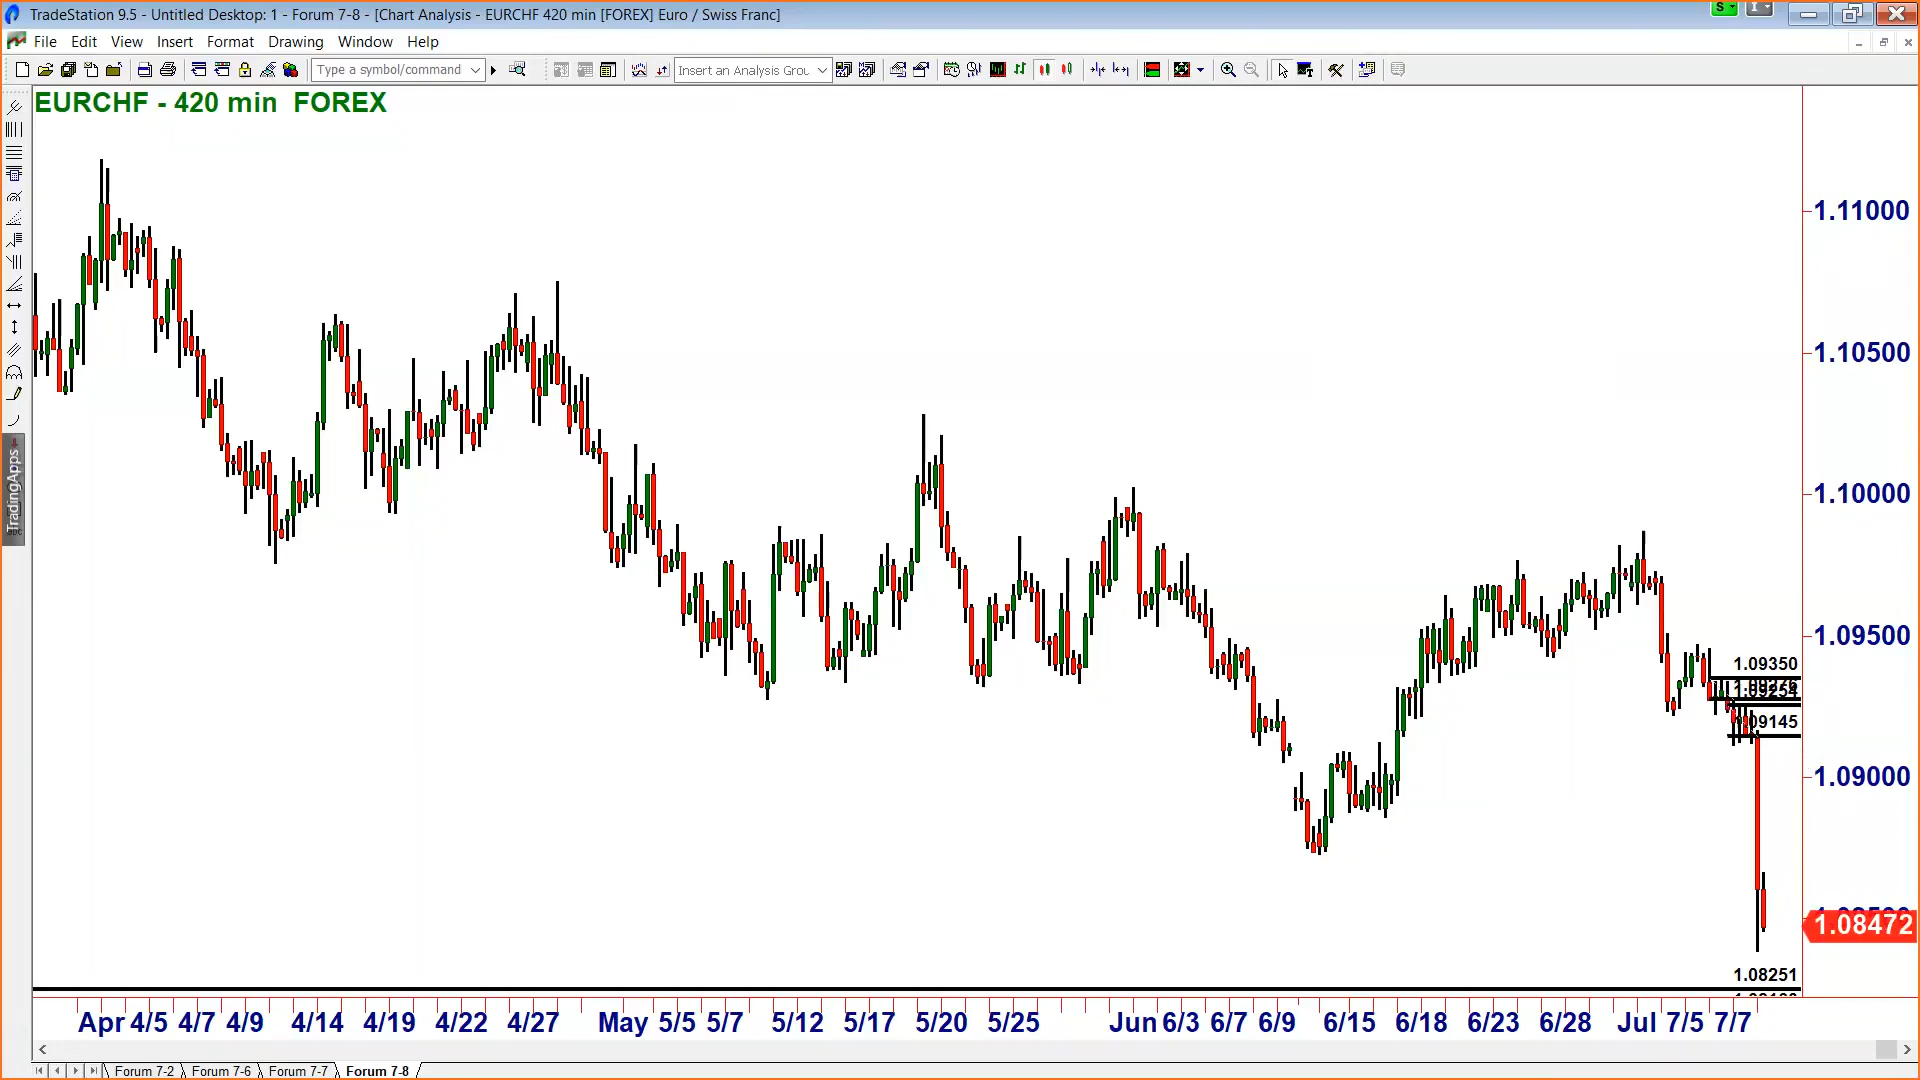 TradeStation 9.5 - Untitled Desktop: 1 - Forum 7-8 - [Chart Analysis - EURCHF 420 min [FOREX] Euro / Swiss Franc]
S
I
File Edit View Insert Format Drawing Window Help
Type a symbol/command
Insert an Analysis Grou
EURCHF - 420 min FOREX
TradingApps
1.11000
1.10500
1.10000
1.09500
1.09350
1.09276
1.09254
1.09145
1.09000
1.08472
1.08251
Apr 4/5 4/7 4/9 4/14 4/19 4/22 4/27 May 5/5 5/7 5/12 5/17 5/20 5/25 Jun 6/3 6/7 6/9 6/15 6/18 6/23 6/28 Jul 7/5 7/7
Forum 7-2 Forum 7-6 Forum 7-7 Forum 7-8